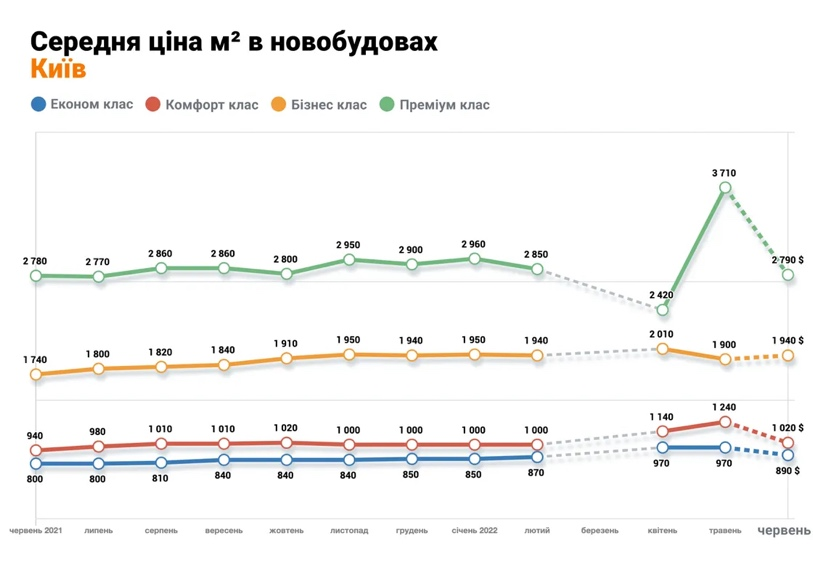 Середня ціна м² в новобудовах
Київ
Економ клас Комфорт клас Бізнес клас Преміум клас
3 710
2 780 2 770 2 860 2 860 2 800 2 950 2 900 2 960 2 850 2 420 2 790 $
1 740 1 800 1 820 1 840 1 910 1 950 1 940 1 950 1 940 2 010 1 900 1 940 $
940 980 1 010 1 010 1 020 1 000 1 000 1 000 1 000 1 140 1 240 1 020 $
800 800 810 840 840 840 850 850 870 970 970 890 $
червень 2021 липень серпень вересень жовтень листопад грудень січень 2022 лютий березень квітень травень червень